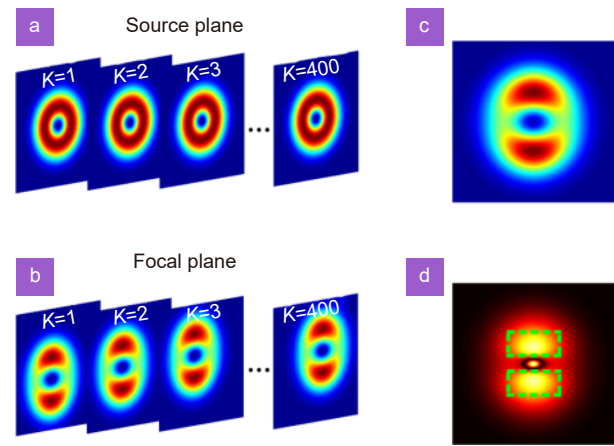 a
Source plane
c
K=1
K=2
K=3
K=400
...
b
Focal plane
d
K=1
K=2
K=3
K=400
...